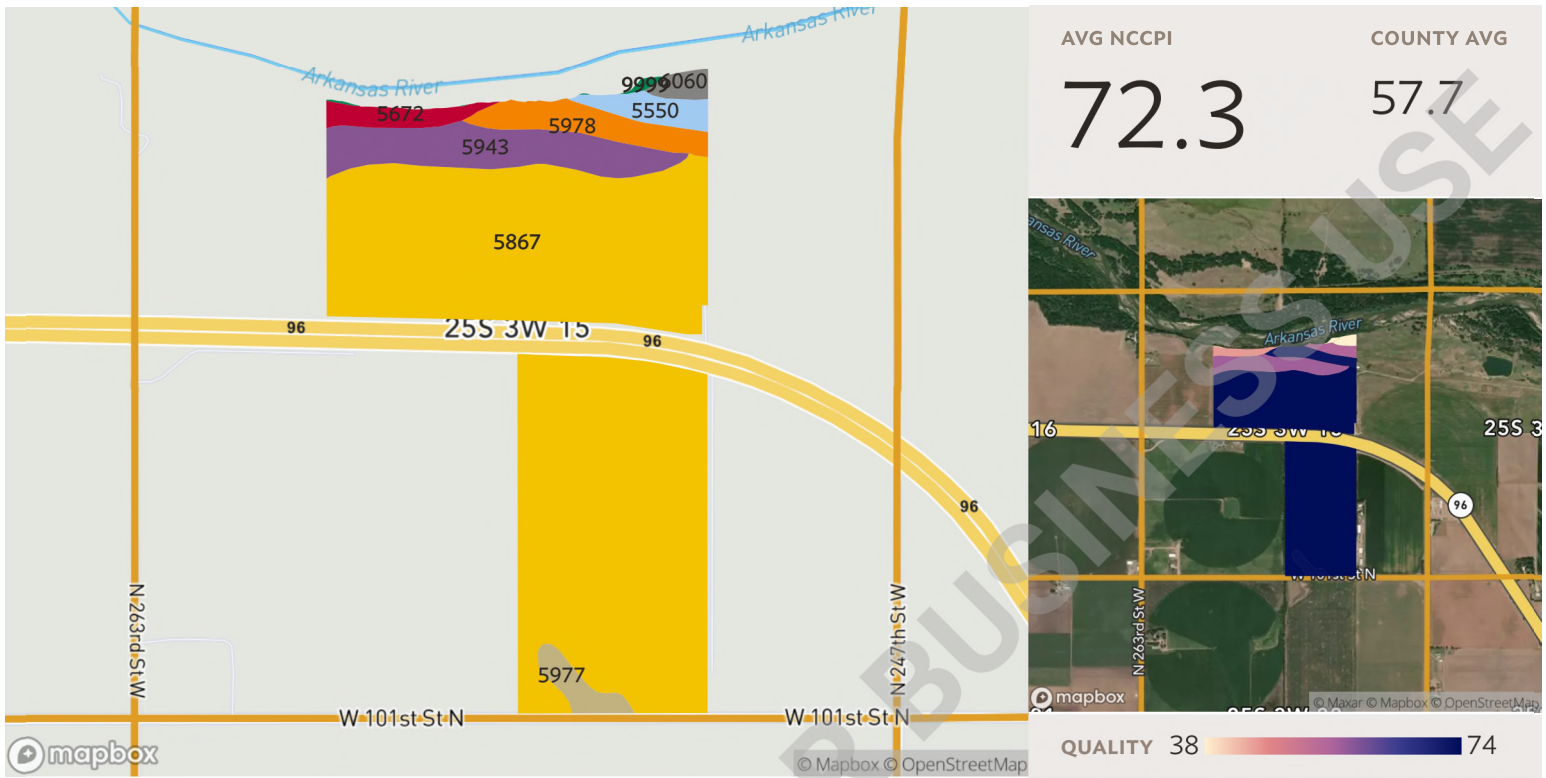 Arkansas River
Arkansas River
9999
6060
5672
5550
5978
5943
5867
96
25S 3W 15
96
96
N 263rd St W
N 247th St W
5977
W 101st St N
W 101st St N
mapbox
© Mapbox © OpenStreetMap
AVG NCCPI
COUNTY AVG
72.3
57.7
Arkansas River
16
25S 3W 15
25S 3
96
W 101st St N
N 263rd St W
mapbox
© Maxar © Mapbox © OpenStreetMap
QUALITY 38
74
R BUSINESS USE